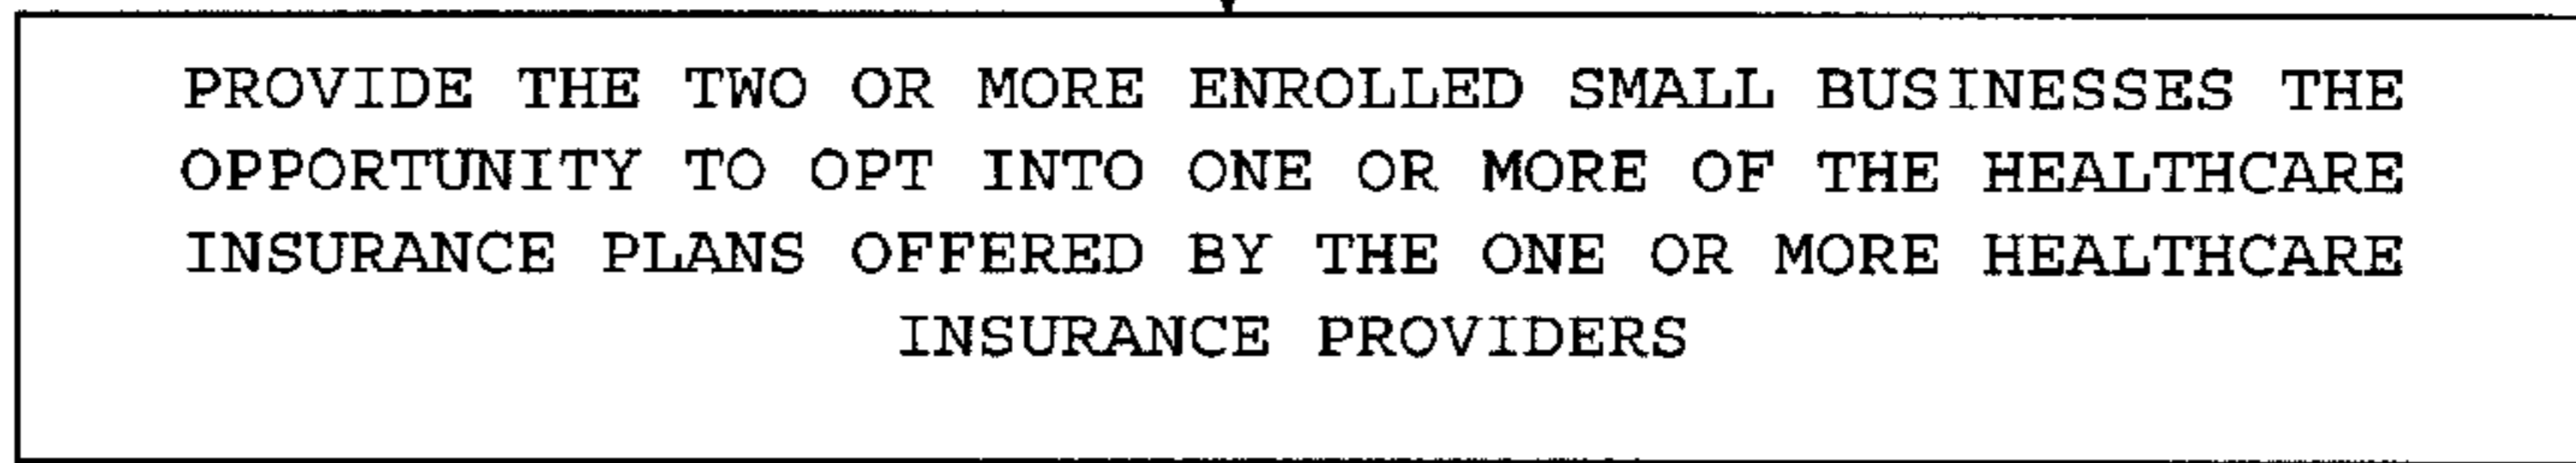 PROVIDE THE TWO OR MORE ENROLLED SMALL BUSINESSES THE
OPPORTUNITY TO OPT INTO ONE OR MORE OF THE HEALTHCARE
INSURANCE PLANS OFFERED BY THE ONE OR MORE HEALTHCARE
INSURANCE PROVIDERS